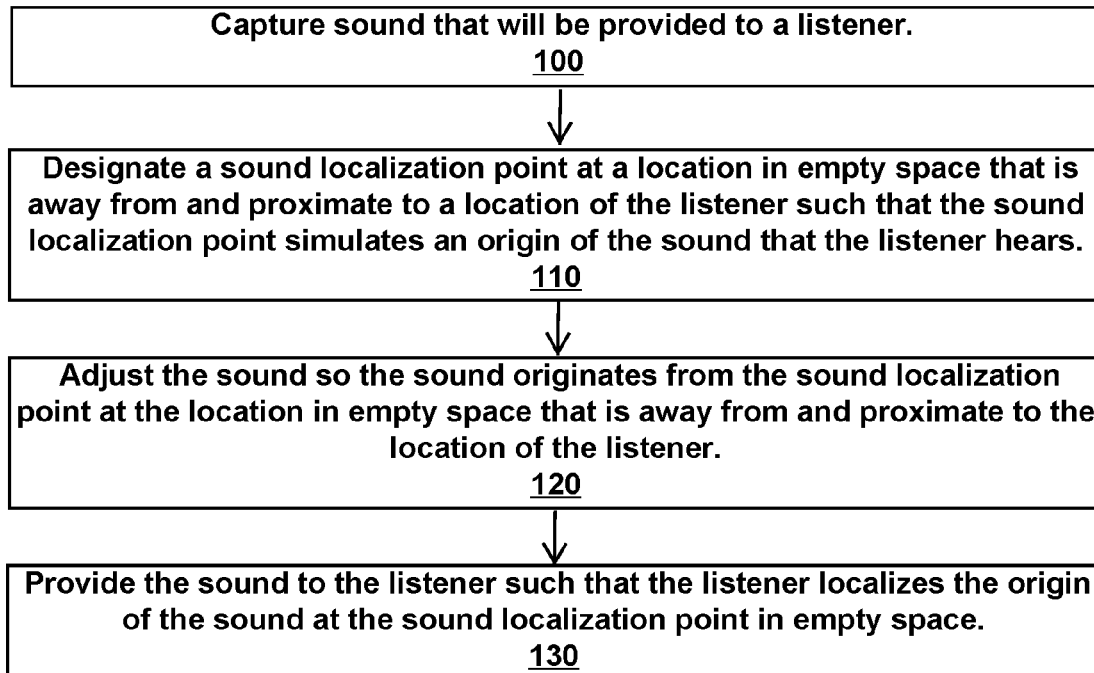 Capture sound that will be provided to a listener.
100
Designate a sound localization point at a location in empty space that is
away from and proximate to a location of the listener such that the sound
localization point simulates an origin of the sound that the listener hears.
110
Adjust the sound so the sound originates from the sound localization
point at the location in empty space that is away from and proximate to the
location of the listener.
120
Provide the sound to the listener such that the listener localizes the origin
of the sound at the sound localization point in empty space.
130